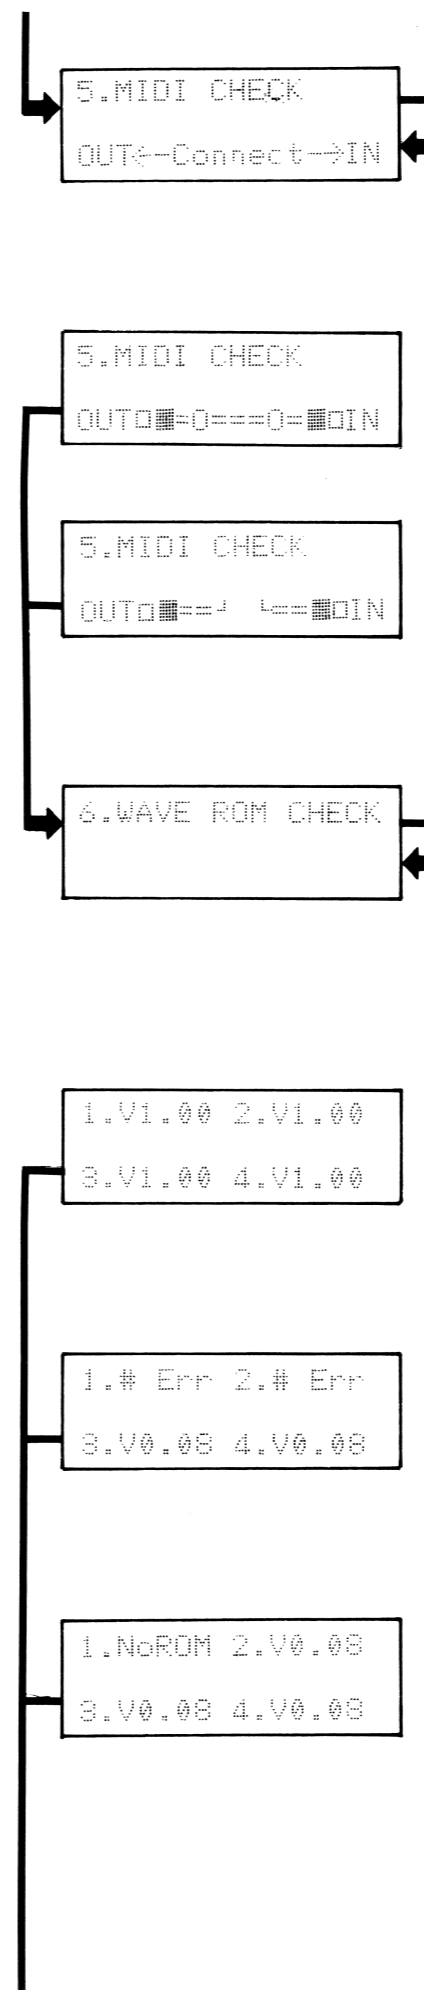 5.MIDI CHECK
OUT←-Connect-→IN
5.MIDI CHECK
OUT□▓=O===O=▓□IN
5.MIDI CHECK
OUT□▓==┘ └==▓□IN
6.WAVE ROM CHECK
1.V1.00 2.V1.00
3.V1.00 4.V1.00
1.# Err 2.# Err
3.V0.08 4.V0.08
1.NoROM 2.V0.08
3.V0.08 4.V0.08